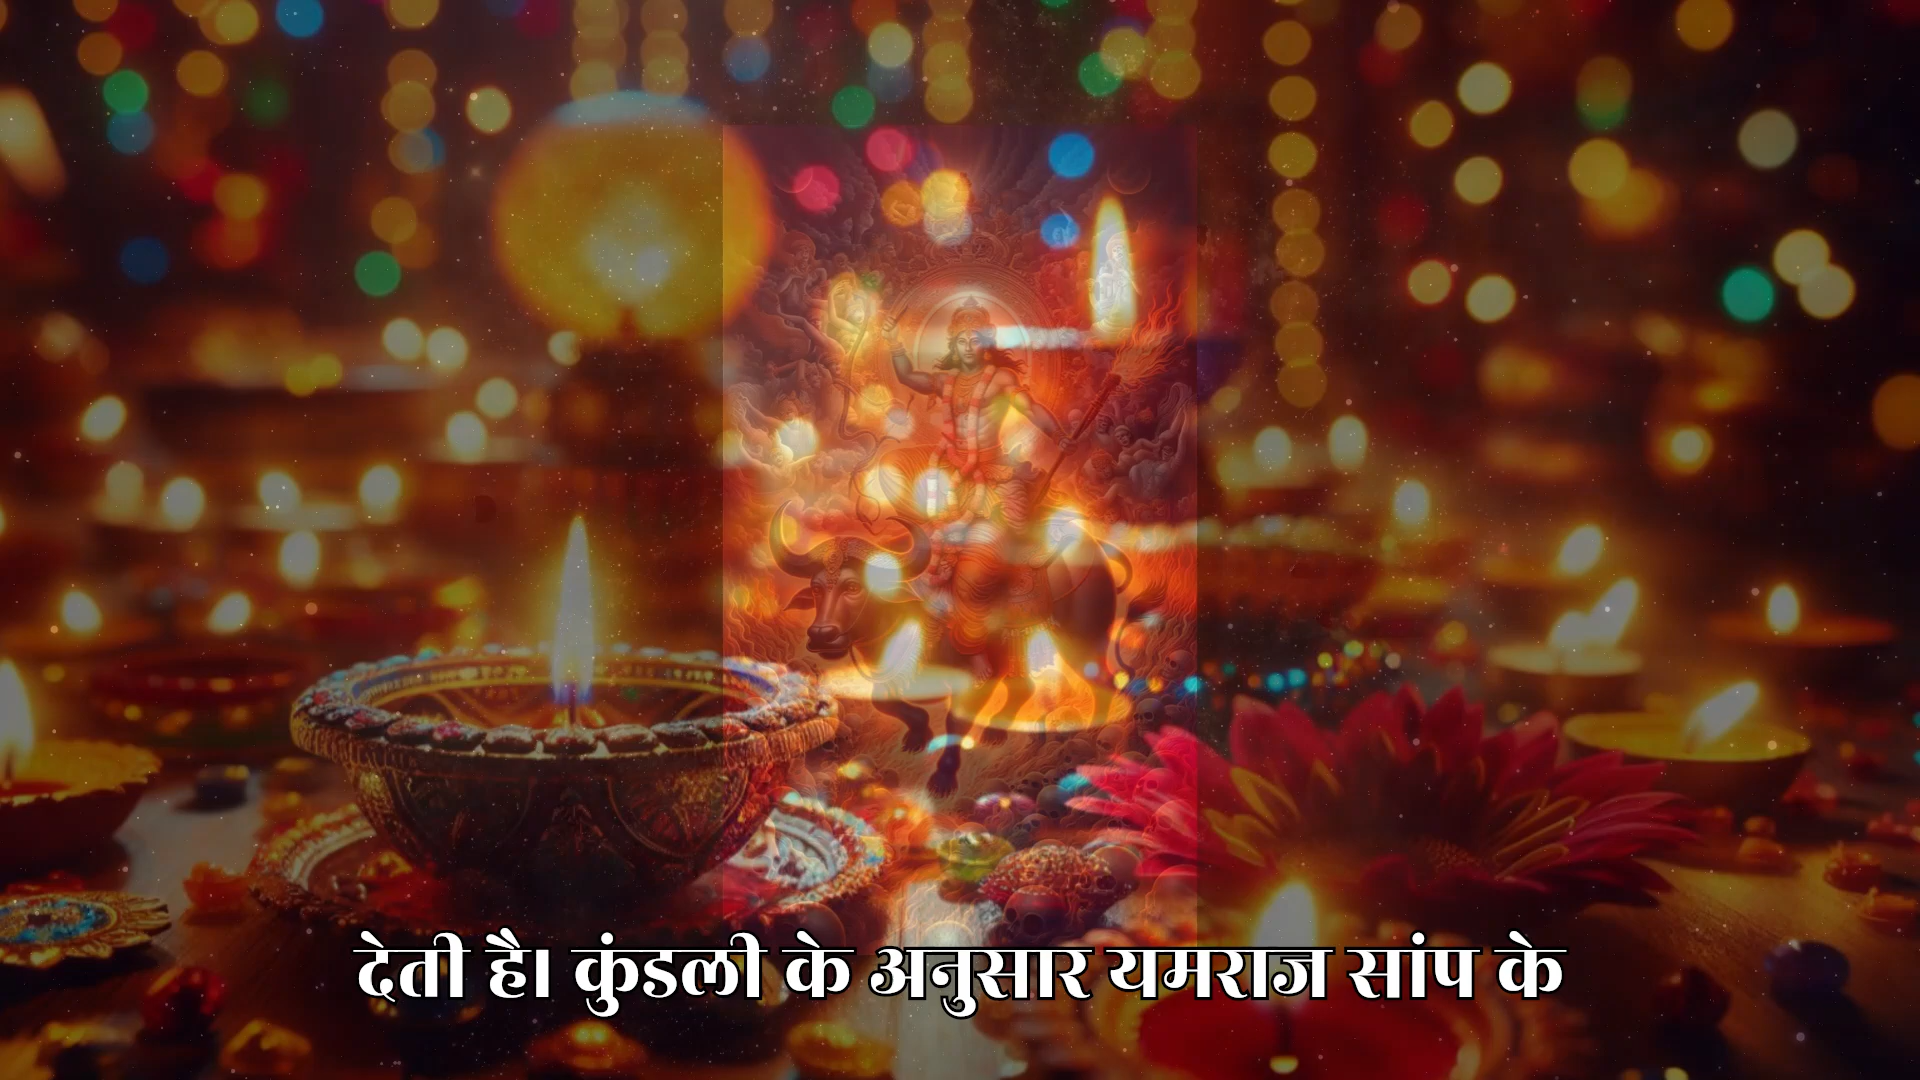 देती है। कुंडली के अनुसार यमराज सांप के